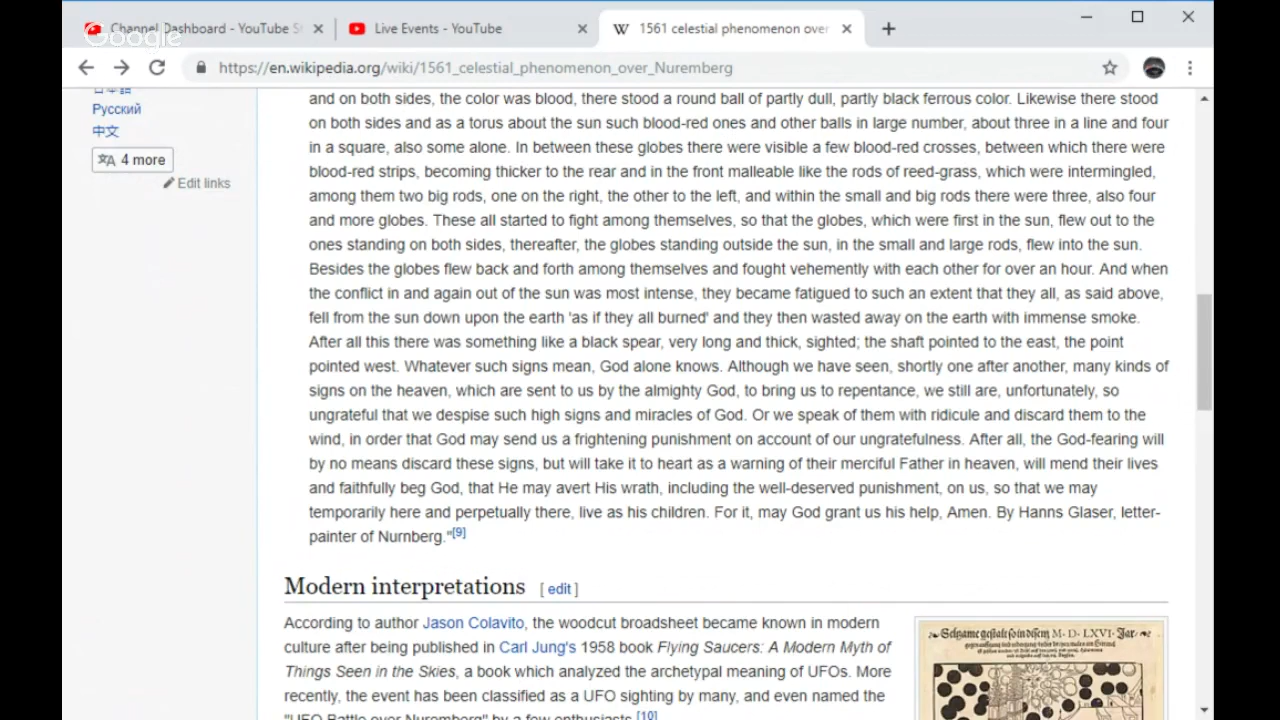 Channel Dashboard - YouTube S
Live Events - YouTube
1561 celestial phenomenon over
Google
https://en.wikipedia.org/wiki/1561_celestial_phenomenon_over_Nuremberg
日本語
Русский
中文
4 more
Edit links
and on both sides, the color was blood, there stood a round ball of partly dull, partly black ferrous color. Likewise there stood
on both sides and as a torus about the sun such blood-red ones and other balls in large number, about three in a line and four
in a square, also some alone. In between these globes there were visible a few blood-red crosses, between which there were
blood-red strips, becoming thicker to the rear and in the front malleable like the rods of reed-grass, which were intermingled,
among them two big rods, one on the right, the other to the left, and within the small and big rods there were three, also four
and more globes. These all started to fight among themselves, so that the globes, which were first in the sun, flew out to the
ones standing on both sides, thereafter, the globes standing outside the sun, in the small and large rods, flew into the sun.
Besides the globes flew back and forth among themselves and fought vehemently with each other for over an hour. And when
the conflict in and again out of the sun was most intense, they became fatigued to such an extent that they all, as said above,
fell from the sun down upon the earth 'as if they all burned' and they then wasted away on the earth with immense smoke.
After all this there was something like a black spear, very long and thick, sighted; the shaft pointed to the east, the point
pointed west. Whatever such signs mean, God alone knows. Although we have seen, shortly one after another, many kinds of
signs on the heaven, which are sent to us by the almighty God, to bring us to repentance, we still are, unfortunately, so
ungrateful that we despise such high signs and miracles of God. Or we speak of them with ridicule and discard them to the
wind, in order that God may send us a frightening punishment on account of our ungratefulness. After all, the God-fearing will
by no means discard these signs, but will take it to heart as a warning of their merciful Father in heaven, will mend their lives
and faithfully beg God, that He may avert His wrath, including the well-deserved punishment, on us, so that we may
temporarily here and perpetually there, live as his children. For it, may God grant us his help, Amen. By Hanns Glaser, letter-
painter of Nurnberg."[9]
Modern interpretations [ edit ]
According to author Jason Colavito, the woodcut broadsheet became known in modern
culture after being published in Carl Jung's 1958 book Flying Saucers: A Modern Myth of
Things Seen in the Skies, a book which analyzed the archetypal meaning of UFOs. More
recently, the event has been classified as a UFO sighting by many, and even named the
"UFO Battle over Nuremberg" by a few enthusiasts.[10]
M. D. LXVI. Jar